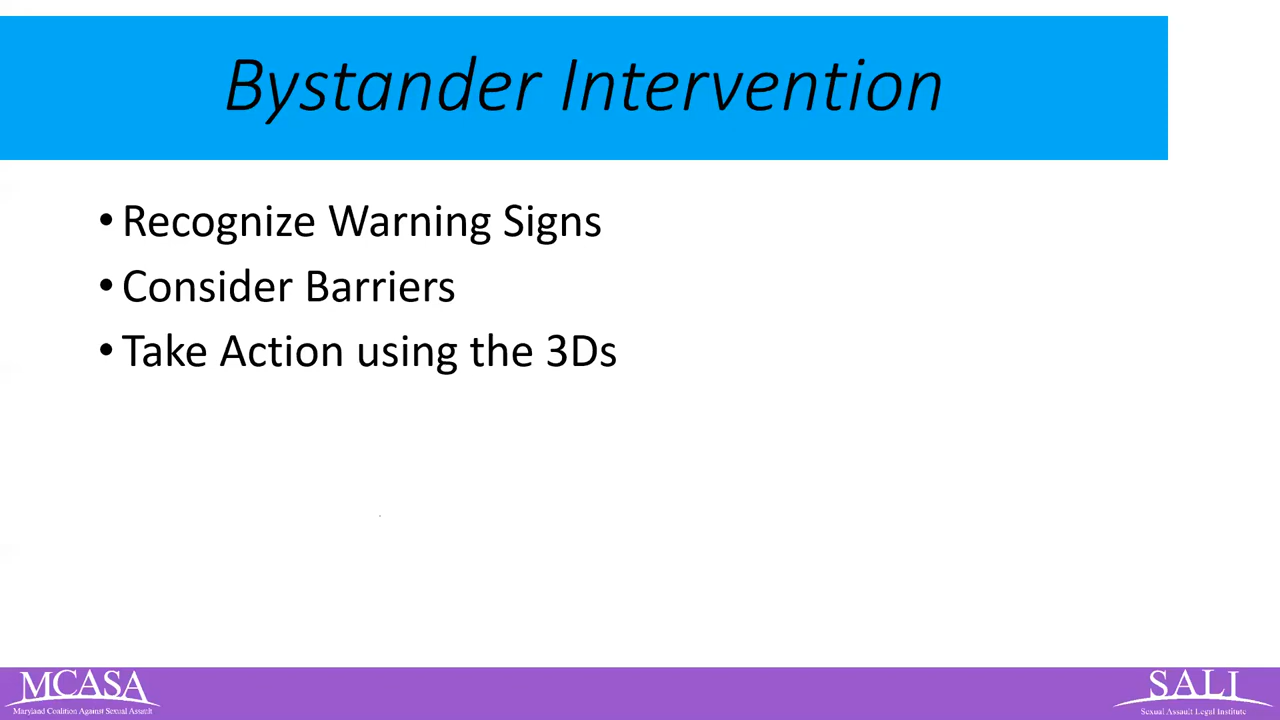 Bystander Intervention
• Recognize Warning Signs
• Consider Barriers
• Take Action using the 3Ds
MCASA
Maryland Coalition Against Sexual Assault
SALI
Sexual Assault Legal Institute